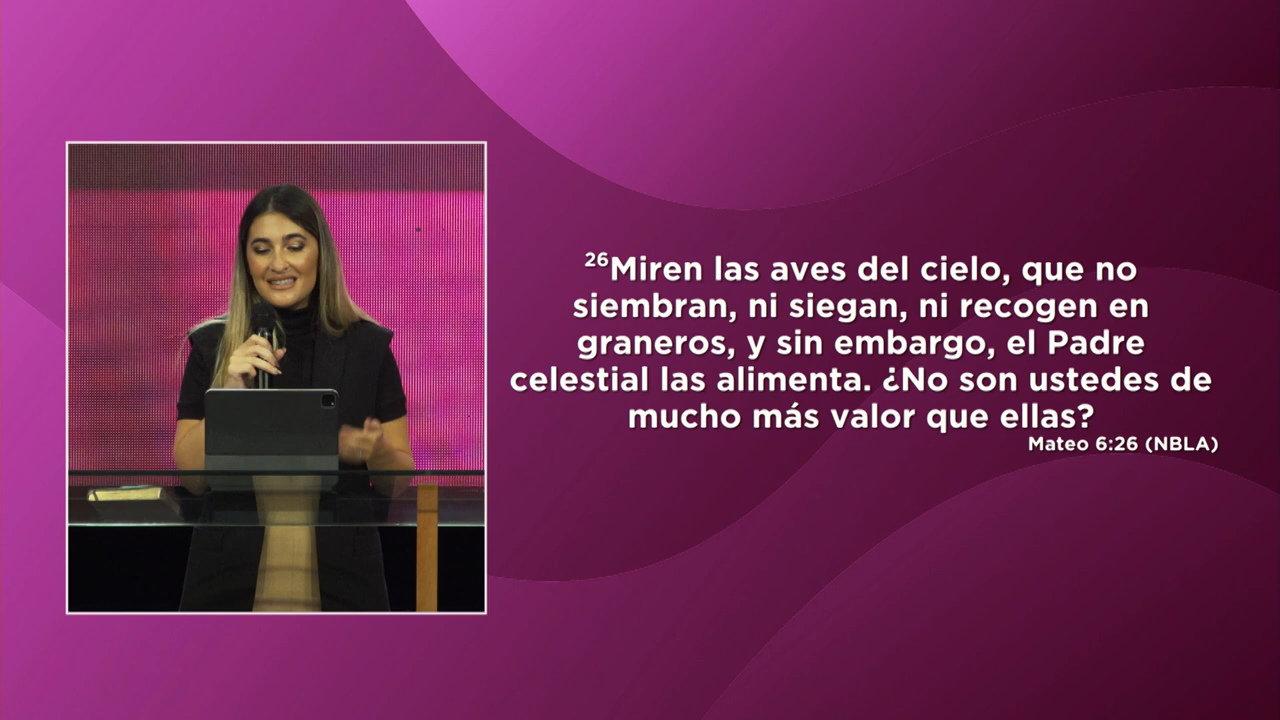 ²⁶Miren las aves del cielo, que no
siembran, ni siegan, ni recogen en
graneros, y sin embargo, el Padre
celestial las alimenta. ¿No son ustedes de
mucho más valor que ellas?
Mateo 6:26 (NBLA)